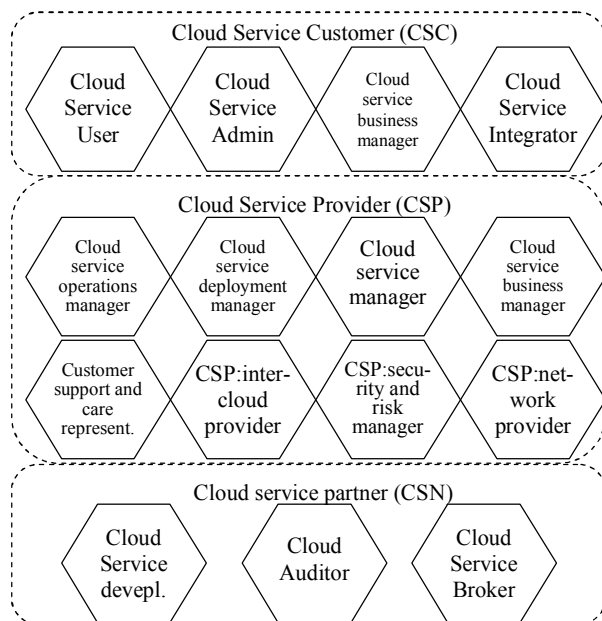 Cloud Service Customer (CSC)
Cloud
Service
User
Cloud
Service
Admin
Cloud
service
business
manager
Cloud
Service
Integrator
Cloud Service Provider (CSP)
Cloud
service
operations
manager
Cloud
service
deployment
manager
Cloud
service
manager
Cloud
service
business
manager
Customer
support and
care
represent.
CSP:inter-
cloud
provider
CSP:secu-
rity and
risk
manager
CSP:net-
work
provider
Cloud service partner (CSN)
Cloud
Service
devepl.
Cloud
Auditor
Cloud
Service
Broker